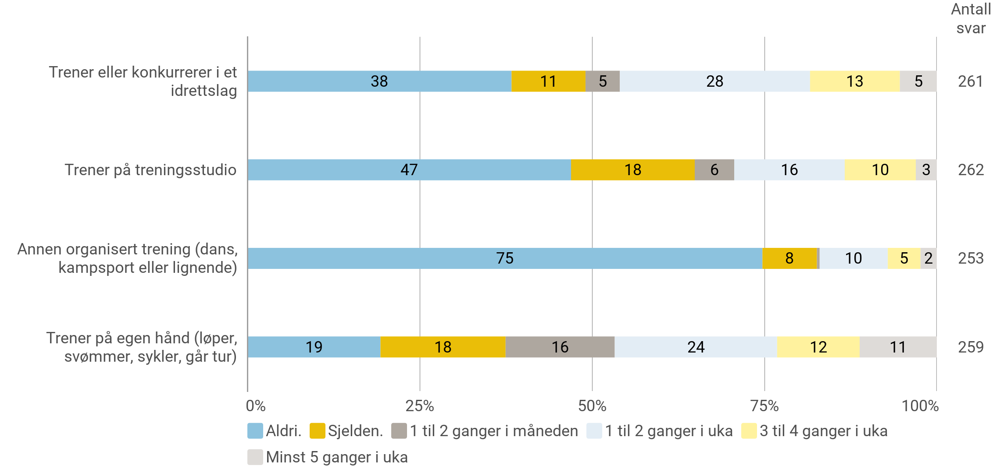 Antall
svar
Trener eller konkurrerer i et
idrettslag
38 11 5 28 13 5 261
Trener på treningsstudio
47 18 6 16 10 3 262
Annen organisert trening (dans,
kampsport eller lignende)
75 8 10 5 2 253
Trener på egen hånd (løper,
svømmer, sykler, går tur)
19 18 16 24 12 11 259
0% 25% 50% 75% 100%
Aldri. Sjelden. 1 til 2 ganger i måneden 1 til 2 ganger i uka 3 til 4 ganger i uka
Minst 5 ganger i uka